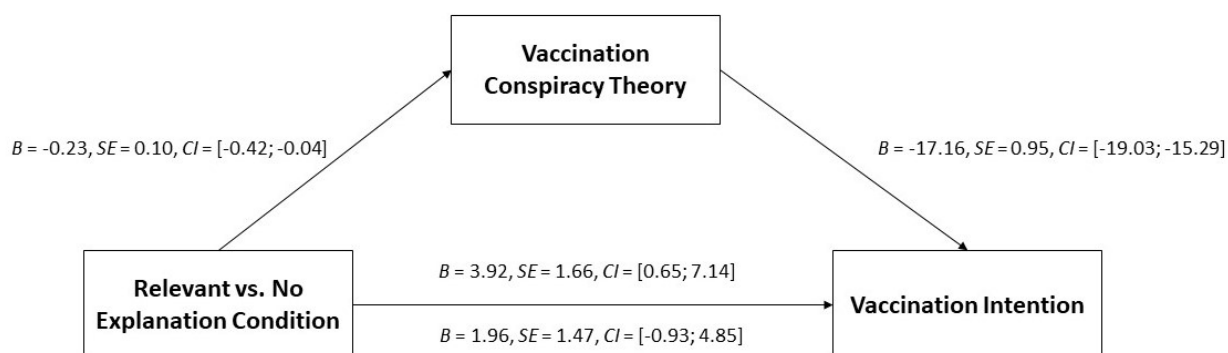 Vaccination
Conspiracy Theory
B = -0.23, SE = 0.10, CI = [-0.42; -0.04]
B = -17.16, SE = 0.95, CI = [-19.03; -15.29]
Relevant vs. No
Explanation Condition
B = 3.92, SE = 1.66, CI = [0.65; 7.14]
B = 1.96, SE = 1.47, CI = [-0.93; 4.85]
Vaccination Intention